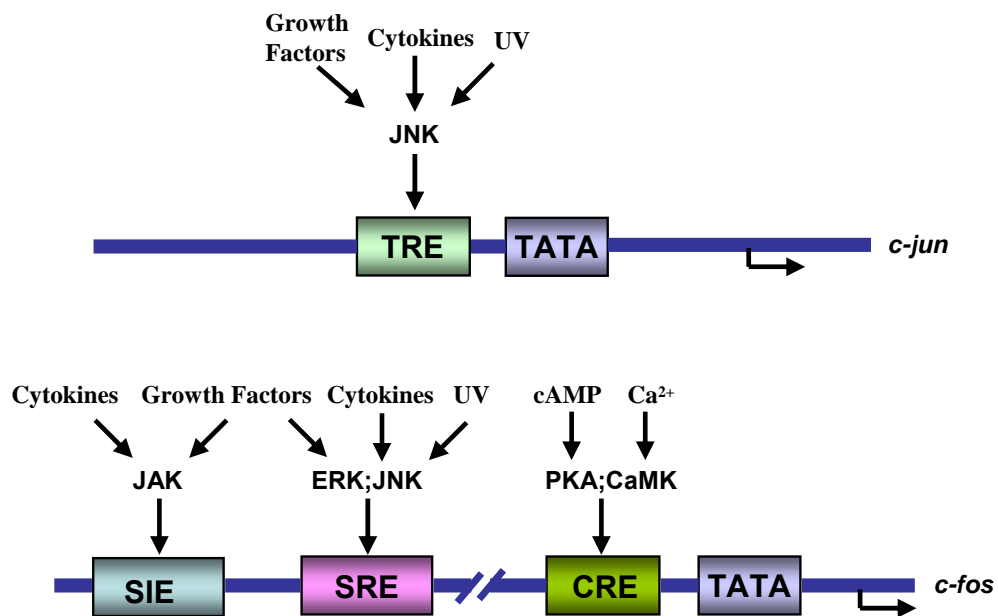 Growth
Factors
Cytokines
UV
JNK
TRE
TATA
c-jun
Cytokines
Growth Factors
Cytokines
UV
cAMP
Ca²⁺
JAK
ERK;JNK
PKA;CaMK
SIE
SRE
CRE
TATA
c-fos